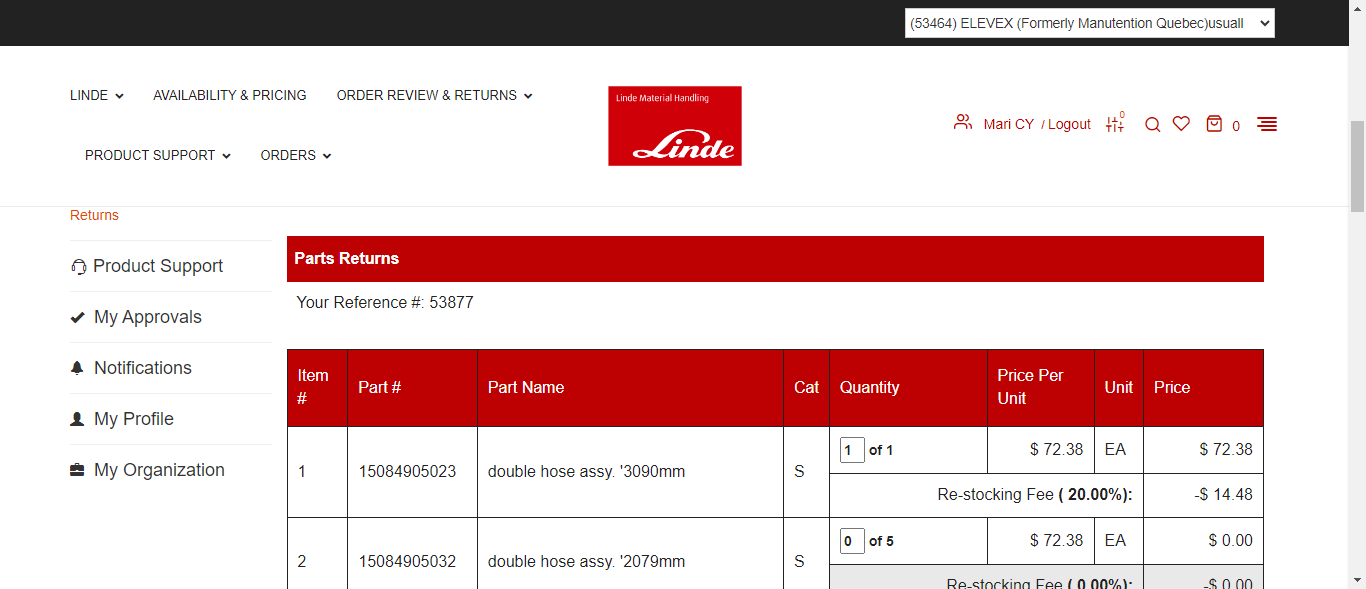 (53464) ELEVEX (Formerly Manutention Quebec)usuall
LINDE
AVAILABILITY & PRICING
ORDER REVIEW & RETURNS
PRODUCT SUPPORT
ORDERS
Linde Material Handling
Linde
Mari CY / Logout
0
0
Returns
Product Support
My Approvals
Notifications
My Profile
My Organization
Parts Returns
Your Reference #: 53877
Item # Part # Part Name Cat Quantity Price Per Unit Unit Price
1 15084905023 double hose assy. '3090mm S 1 of 1 $ 72.38 EA $ 72.38
Re-stocking Fee ( 20.00%): -$ 14.48
2 15084905032 double hose assy. '2079mm S 0 of 5 $ 72.38 EA $ 0.00
Re-stocking Fee ( 0.00%): -$ 0.00